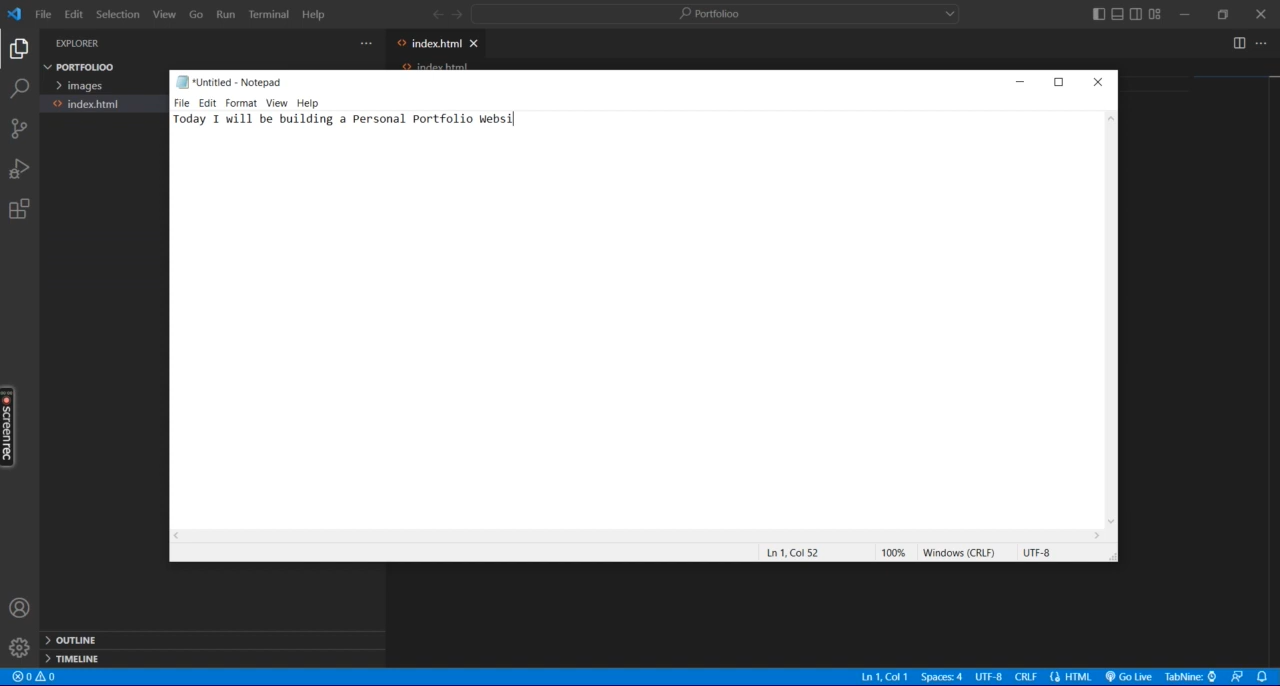 File Edit Selection View Go Run Terminal Help
Portfolioo
EXPLORER
index.html
PORTFOLIOO
index.html
images
*Untitled - Notepad
index.html
File Edit Format View Help
Today I will be building a Personal Portfolio Websi
screenrec
Ln 1, Col 52
100%
Windows (CRLF)
UTF-8
OUTLINE
TIMELINE
0 0
Ln 1, Col 1
Spaces: 4
UTF-8
CRLF
HTML
Go Live
TabNine: